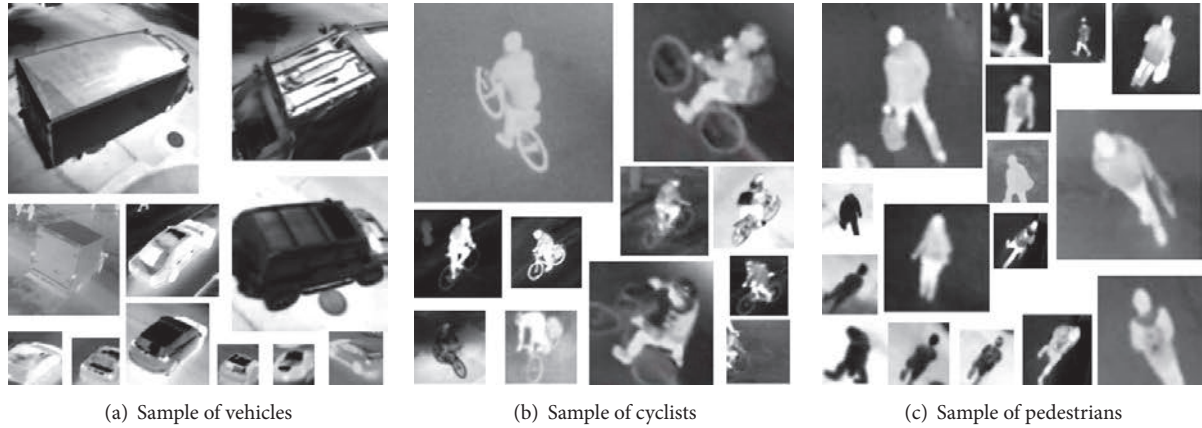 (a) Sample of vehicles
(b) Sample of cyclists
(c) Sample of pedestrians